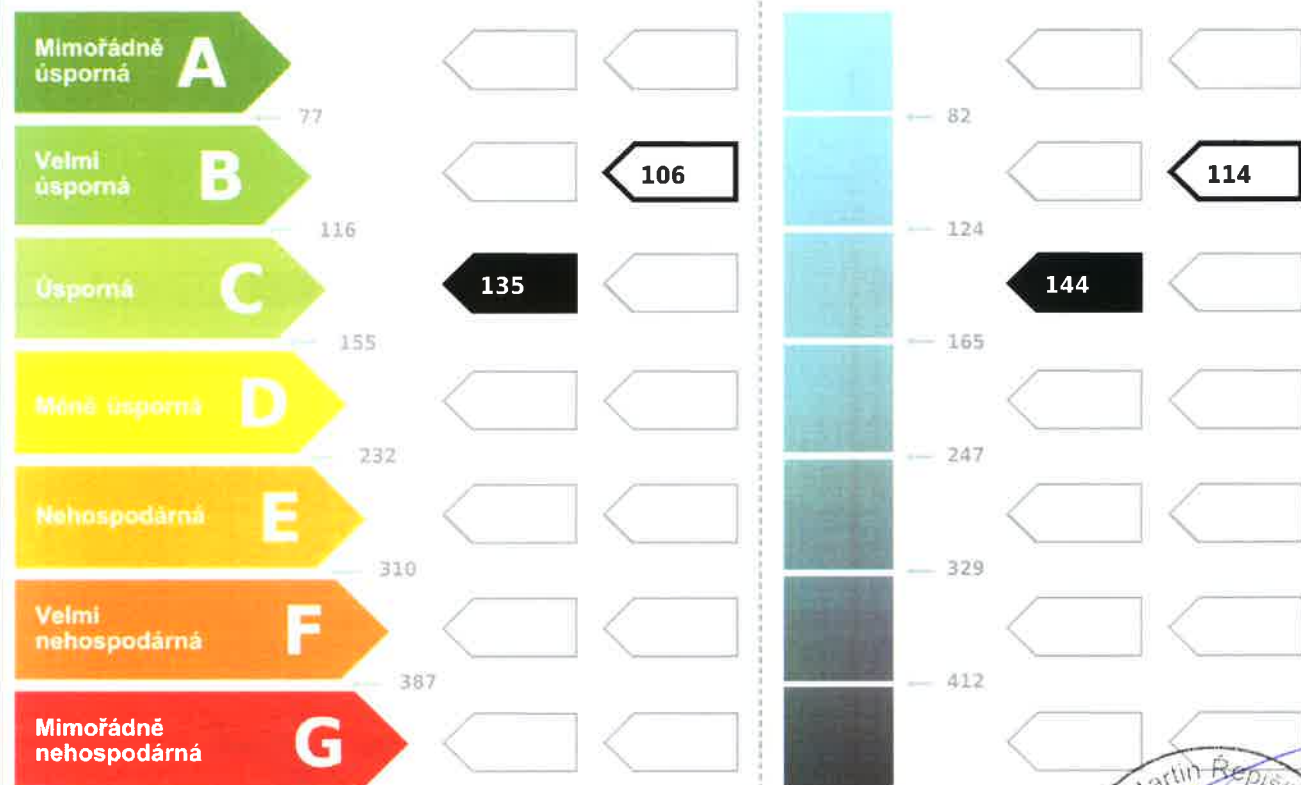 Mimořádně
úsporná A
77
82
Velmi
úsporná B
106
114
116
124
Úsporná C
135
144
155
165
Méně úsporná D
232
247
Nehospodárná E
310
329
Velmi
nehospodárná F
387
412
Mimořádně
nehospodárná G